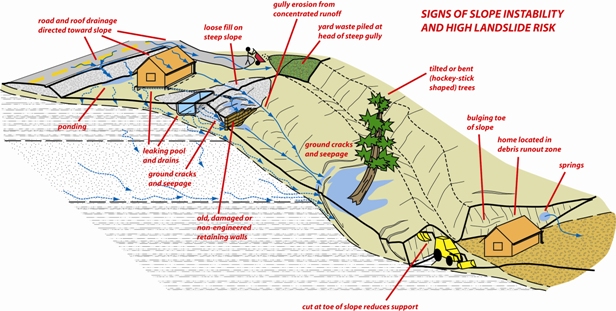 SIGNS OF SLOPE INSTABILITY
AND HIGH LANDSLIDE RISK
gully erosion from
concentrated runoff
road and roof drainage
directed toward slope
loose fill on
steep slope
yard waste piled at
head of steep gully
tilted or bent
(hockey-stick
shaped) trees
bulging toe
of slope
home located in
debris runout zone
springs
ponding
leaking pool
and drains
ground cracks
and seepage
ground cracks
and seepage
old, damaged or
non-engineered
retaining walls
cut at toe of slope reduces support